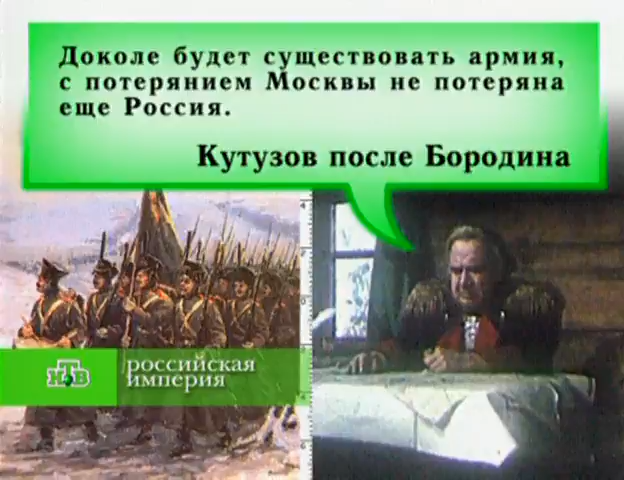 Доколе будет существовать армия,
с потерянием Москвы не потеряна
еще Россия.
Кутузов после Бородина
НТВ
российская
империя